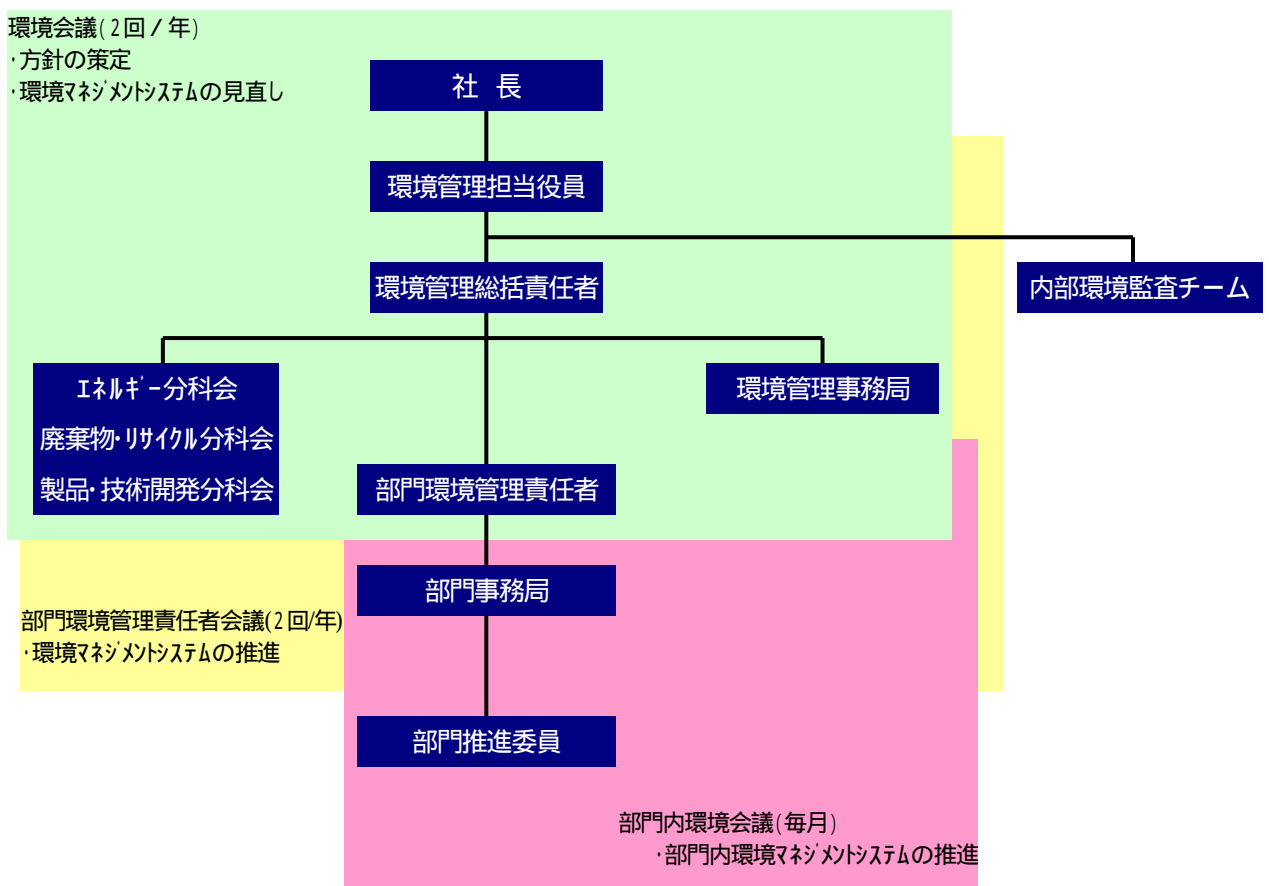 環境会議(2回/年)
･方針の策定
･環境ﾏﾈｼﾞﾒﾝﾄｼｽﾃﾑの見直し
社 長
環境管理担当役員
環境管理総括責任者
内部環境監査チーム
ｴﾈﾙｷﾞｰ分科会
廃棄物･ﾘｻｲｸﾙ分科会
製品･技術開発分科会
環境管理事務局
部門環境管理責任者
部門事務局
部門環境管理責任者会議(2回/年)
･環境ﾏﾈｼﾞﾒﾝﾄｼｽﾃﾑの推進
部門推進委員
部門内環境会議(毎月)
･部門内環境ﾏﾈｼﾞﾒﾝﾄｼｽﾃﾑの推進